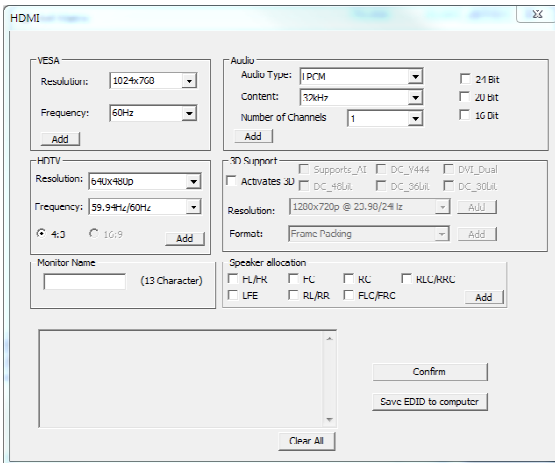 HDMI
VESA
Resolution: 1024x768
Frequency: 60Hz
Add
Audio
Audio Type: LPCM
Content: 32kHz
Number of Channels 1
24 Bit
20 Bit
16 Bit
Add
HDTV
Resolution: 640x480p
Frequency: 59.94Hz/60Hz
4:3 16:9 Add
3D Support
Activates 3D
Supports_AI DC_Y444 DVI_Dual
DC_48bit DC_36bit DC_30bit
Resolution: 1280x720p @ 23.98/24Hz Add
Format: Frame Packing Add
Monitor Name
(13 Character)
Speaker allocation
FL/FR FC RC RLC/RRC
LFE RL/RR FLC/FRC Add
Confirm
Save EDID to computer
Clear All